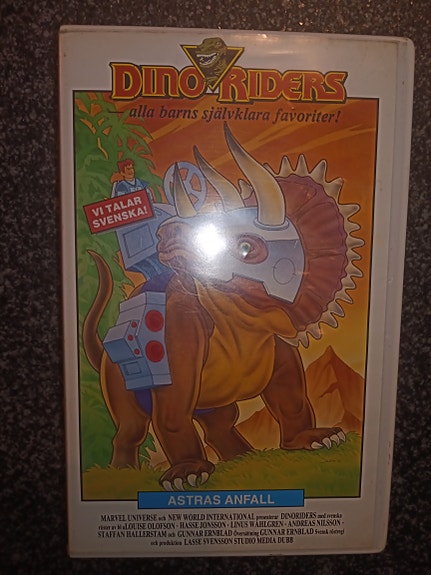 DINO RIDERS
— alla barns självklara favoriter!
VI TALAR
SVENSKA!
ASTRAS ANFALL
MARVEL UNIVERSE och NEW WORLD INTERNATIONAL presenterar DINORIDERS med svenska
röster av bl a LOUISE OLOFSON · HASSE JONSSON · LINUS WAHLGREN · ANDREAS NILSSON ·
STAFFAN HALLERSTAM och GUNNAR ERNBLAD Översättning GUNNAR ERNBLAD Svensk
och produktion LASSE SVENSSON STUDIO MEDIA DUBB